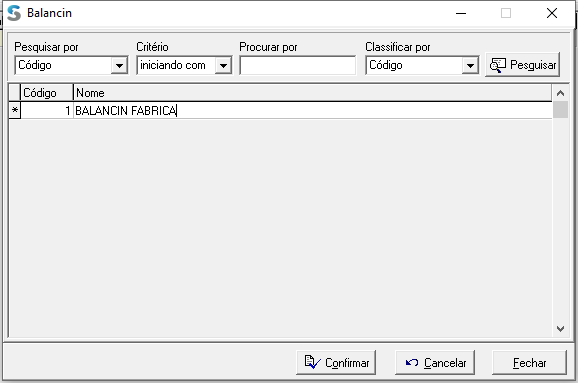 Balancin
Pesquisar por Critério Procurar por Classificar por
Código iniciando com Código Pesquisar
Código Nome
* 1 BALANCIN FABRICA
Confirmar Cancelar Fechar